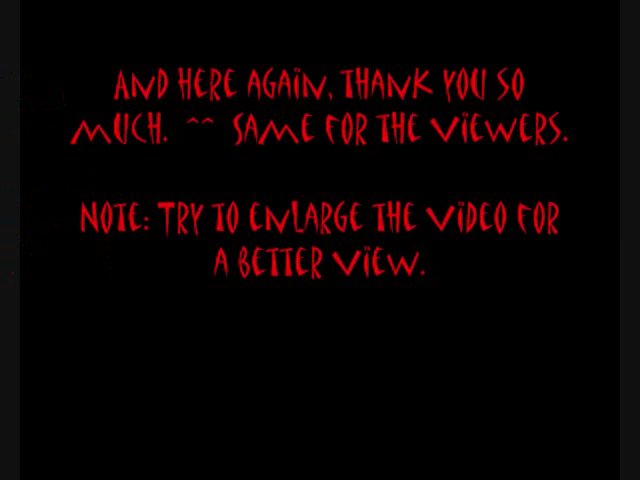 AND HERE AGAIN, THANK YOU SO
MUCH. ^^ SAME FOR THE VIEWERS.
NOTE: TRY TO ENLARGE THE VIDEO FOR
A BETTER VIEW.